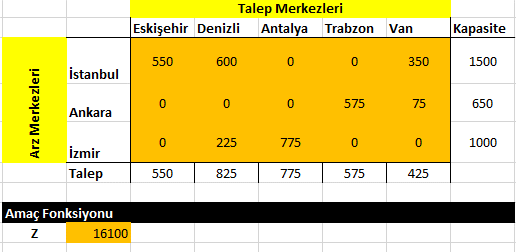 Talep Merkezleri
Eskişehir Denizli Antalya Trabzon Van Kapasite
Arz Merkezleri
İstanbul 550 600 0 0 350 1500
Ankara 0 0 0 575 75 650
İzmir 0 225 775 0 0 1000
Talep 550 825 775 575 425
Amaç Fonksiyonu
Z 16100